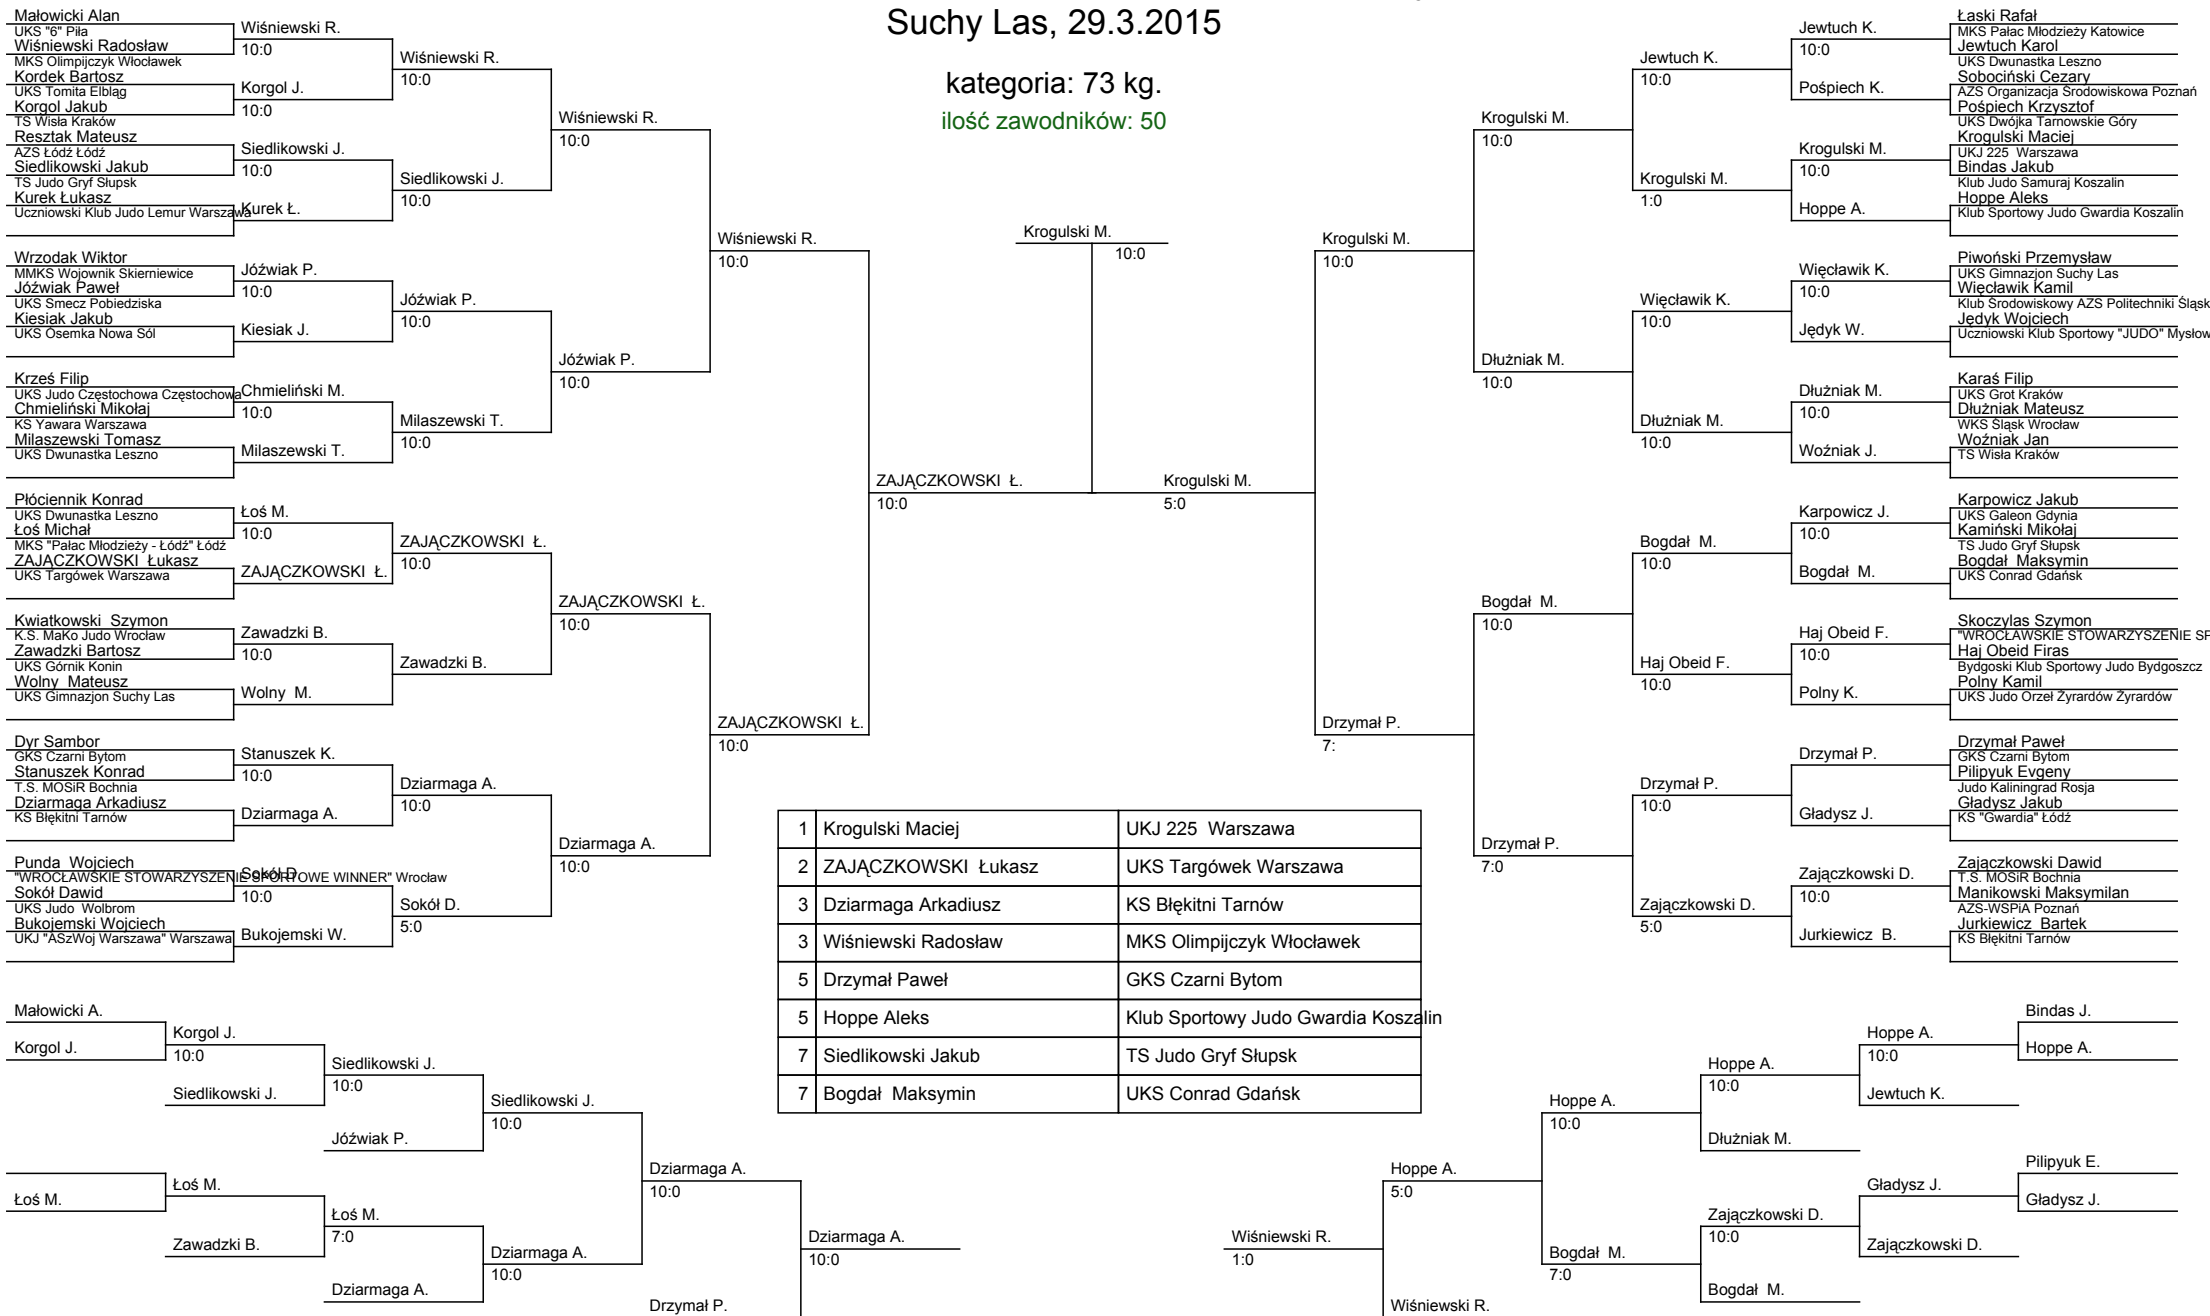 Suchy Las, 29.3.2015
kategoria: 73 kg.
ilość zawodników: 50
Małowicki Alan
UKS "6" Piła
Wiśniewski Radosław
MKS Olimpijczyk Włocławek
Kordek Bartosz
UKS Tomita Elbląg
Korgol Jakub
TS Wisła Kraków
Resztak Mateusz
AZS Łódź Łódź
Siedlikowski Jakub
TS Judo Gryf Słupsk
Kurek Łukasz
Uczniowski Klub Judo Lemur Warszawa
Wrzodak Wiktor
MMKS Wojownik Skierniewice
Jóźwiak Paweł
UKS Smecz Pobiedziska
Kiesiak Jakub
UKS Ósemka Nowa Sól
Krześ Filip
UKS Judo Częstochowa Częstochowa
Chmieliński Mikołaj
KS Yawara Warszawa
Milaszewski Tomasz
UKS Dwunastka Leszno
Płóciennik Konrad
UKS Dwunastka Leszno
Łoś Michał
MKS "Pałac Młodzieży - Łódź" Łódź
ZAJĄCZKOWSKI Łukasz
UKS Targówek Warszawa
Kwiatkowski Szymon
K.S. MaKo Judo Wrocław
Zawadzki Bartosz
UKS Górnik Konin
Wolny Mateusz
UKS Gimnazjon Suchy Las
Dyr Sambor
GKS Czarni Bytom
Stanuszek Konrad
T.S. MOSiR Bochnia
Dziarmaga Arkadiusz
KS Błękitni Tarnów
Punda Wojciech
"WROCŁAWSKIE STOWARZYSZENIE SPORTOWE WINNER" Wrocław
Sokół Dawid
UKS Judo Wolbrom
Bukojemski Wojciech
UKJ "ASzWoj Warszawa" Warszawa
Wiśniewski R.
10:0
Korgol J.
10:0
Siedlikowski J.
10:0
Kurek Ł.
Jóźwiak P.
10:0
Kiesiak J.
Chmieliński M.
10:0
Milaszewski T.
Łoś M.
10:0
ZAJĄCZKOWSKI Ł.
Zawadzki B.
10:0
Wolny M.
Stanuszek K.
10:0
Dziarmaga A.
Sokół D.
10:0
Bukojemski W.
Wiśniewski R.
10:0
Siedlikowski J.
10:0
Jóźwiak P.
10:0
Milaszewski T.
10:0
ZAJĄCZKOWSKI Ł.
10:0
Zawadzki B.
Dziarmaga A.
10:0
Sokół D.
5:0
Wiśniewski R.
10:0
Jóźwiak P.
10:0
ZAJĄCZKOWSKI Ł.
10:0
Dziarmaga A.
10:0
Wiśniewski R.
10:0
ZAJĄCZKOWSKI Ł.
10:0
ZAJĄCZKOWSKI Ł.
10:0
Krogulski M.
10:0
Krogulski M.
5:0
Krogulski M.
10:0
Drzymał P.
7:
Krogulski M.
10:0
Dłużniak M.
10:0
Bogdał M.
10:0
Drzymał P.
7:0
Jewtuch K.
10:0
Krogulski M.
1:0
Więcławik K.
10:0
Dłużniak M.
10:0
Bogdał M.
10:0
Haj Obeid F.
10:0
Drzymał P.
10:0
Zajączkowski D.
5:0
Jewtuch K.
10:0
Pośpiech K.
Krogulski M.
10:0
Hoppe A.
Więcławik K.
10:0
Jędyk W.
Dłużniak M.
10:0
Woźniak J.
Karpowicz J.
10:0
Bogdał M.
Haj Obeid F.
10:0
Polny K.
Drzymał P.
Gładysz J.
Zajączkowski D.
10:0
Jurkiewicz B.
Łaski Rafał
MKS Pałac Młodzieży Katowice
Jewtuch Karol
UKS Dwunastka Leszno
Sobociński Cezary
AZS Organizacja Środowiskowa Poznań
Pośpiech Krzysztof
UKS Dwójka Tarnowskie Góry
Krogulski Maciej
UKJ 225 Warszawa
Bindas Jakub
Klub Judo Samuraj Koszalin
Hoppe Aleks
Klub Sportowy Judo Gwardia Koszalin
Piwoński Przemysław
UKS Gimnazjon Suchy Las
Więcławik Kamil
Klub Środowiskowy AZS Politechniki Śląsk
Jędyk Wojciech
Uczniowski Klub Sportowy "JUDO" Mysłow
Karaś Filip
UKS Grot Kraków
Dłużniak Mateusz
WKS Śląsk Wrocław
Woźniak Jan
TS Wisła Kraków
Karpowicz Jakub
UKS Galeon Gdynia
Kamiński Mikołaj
TS Judo Gryf Słupsk
Bogdał Maksymin
UKS Conrad Gdańsk
Skoczylas Szymon
"WROCŁAWSKIE STOWARZYSZENIE SP
Haj Obeid Firas
Bydgoski Klub Sportowy Judo Bydgoszcz
Polny Kamil
UKS Judo Orzeł Żyrardów Żyrardów
Drzymał Paweł
GKS Czarni Bytom
Pilipyuk Evgeny
Judo Kaliningrad Rosja
Gładysz Jakub
KS "Gwardia" Łódź
Zajączkowski Dawid
T.S. MOSiR Bochnia
Manikowski Maksymilan
AZS-WSPiA Poznań
Jurkiewicz Bartek
KS Błękitni Tarnów
1 Krogulski Maciej UKJ 225 Warszawa
2 ZAJĄCZKOWSKI Łukasz UKS Targówek Warszawa
3 Dziarmaga Arkadiusz KS Błękitni Tarnów
3 Wiśniewski Radosław MKS Olimpijczyk Włocławek
5 Drzymał Paweł GKS Czarni Bytom
5 Hoppe Aleks Klub Sportowy Judo Gwardia Koszalin
7 Siedlikowski Jakub TS Judo Gryf Słupsk
7 Bogdał Maksymin UKS Conrad Gdańsk
Małowicki A.
Korgol J.
Łoś M.
Korgol J.
10:0
Siedlikowski J.
Łoś M.
Zawadzki B.
Siedlikowski J.
10:0
Jóźwiak P.
Łoś M.
7:0
Dziarmaga A.
Siedlikowski J.
10:0
Dziarmaga A.
10:0
Dziarmaga A.
10:0
Drzymał P.
Dziarmaga A.
10:0
Wiśniewski R.
1:0
Hoppe A.
5:0
Wiśniewski R.
Hoppe A.
10:0
Bogdał M.
7:0
Hoppe A.
10:0
Dłużniak M.
Zajączkowski D.
10:0
Bogdał M.
Hoppe A.
10:0
Jewtuch K.
Gładysz J.
Zajączkowski D.
Bindas J.
Hoppe A.
Pilipyuk E.
Gładysz J.